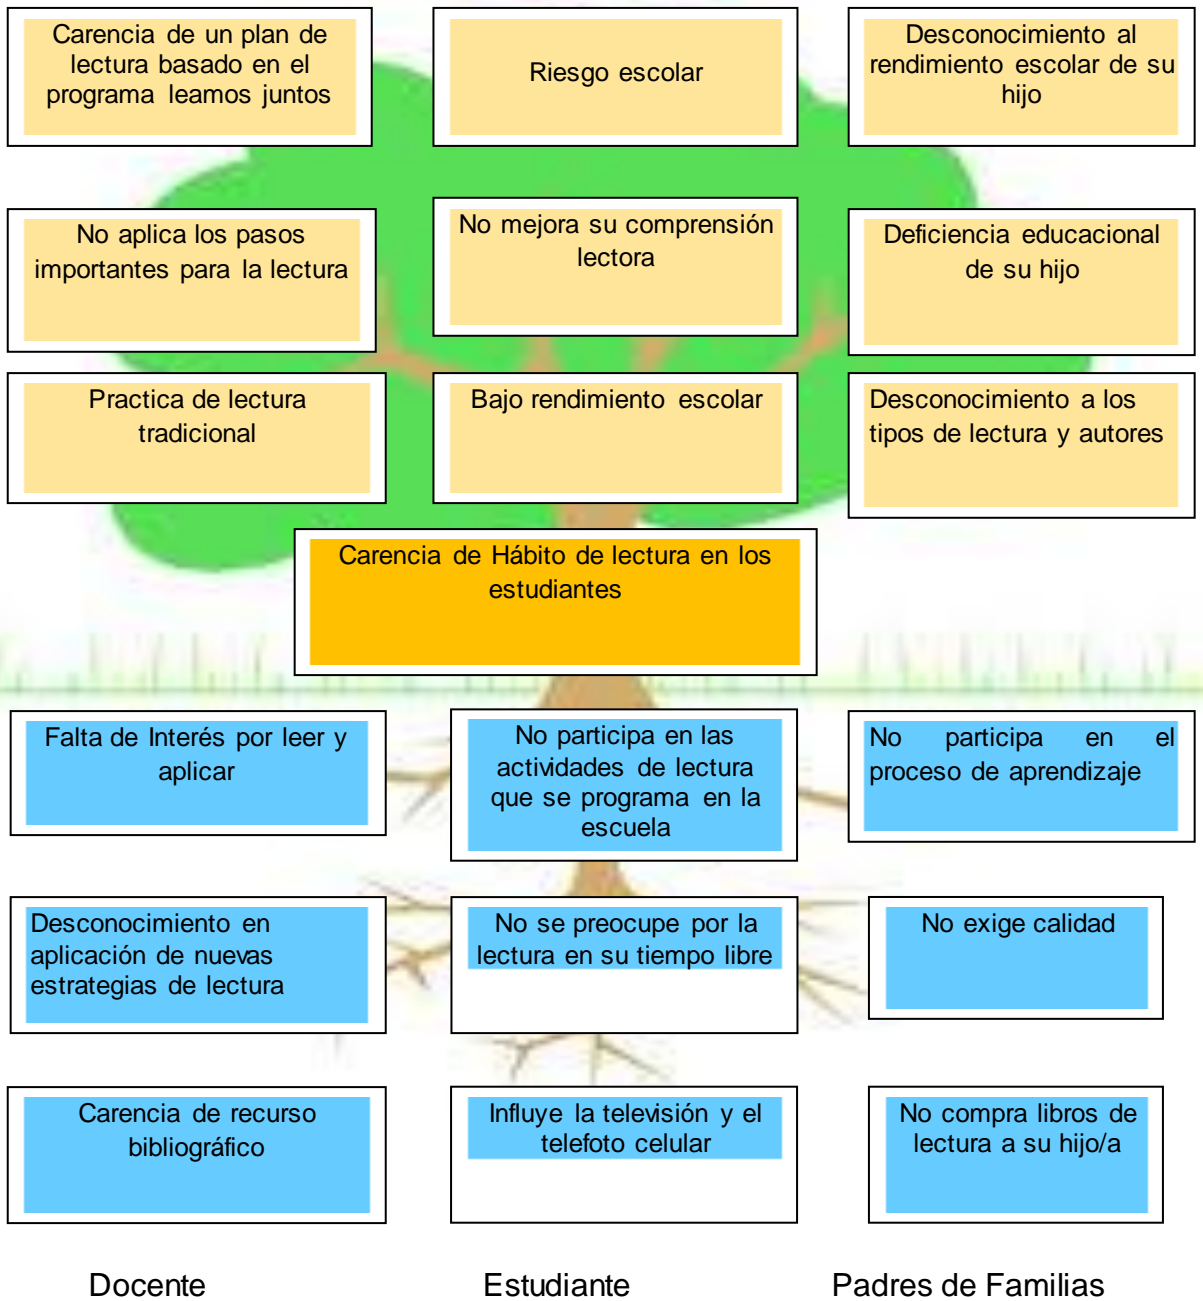 Carencia de un plan de
lectura basado en el
programa leamos juntos
Riesgo escolar
Desconocimiento al
rendimiento escolar de su
hijo
No aplica los pasos
importantes para la lectura
No mejora su comprensión
lectora
Deficiencia educacional
de su hijo
Practica de lectura
tradicional
Bajo rendimiento escolar
Desconocimiento a los
tipos de lectura y autores
Carencia de Hábito de lectura en los
estudiantes
Falta de Interés por leer y
aplicar
No participa en las
actividades de lectura
que se programa en la
escuela
No participa en el
proceso de aprendizaje
Desconocimiento en
aplicación de nuevas
estrategias de lectura
No se preocupe por la
lectura en su tiempo libre
No exige calidad
Carencia de recurso
bibliográfico
Influye la televisión y el
telefoto celular
No compra libros de
lectura a su hijo/a
Docente
Estudiante
Padres de Familias